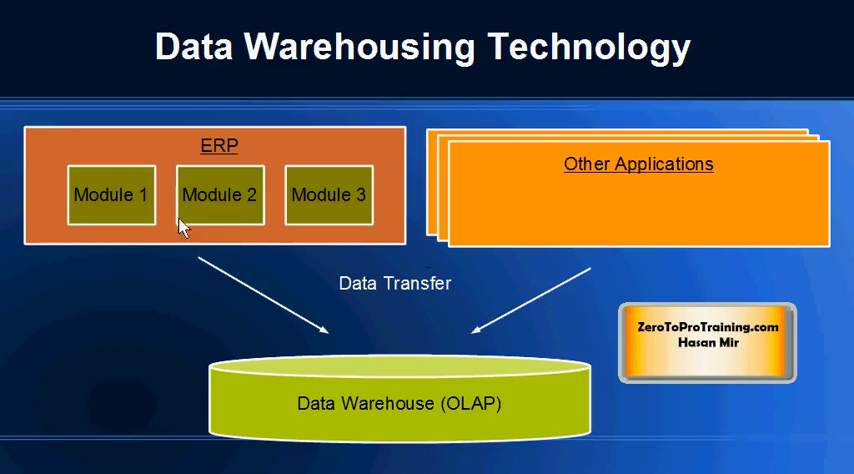 Data Warehousing Technology
ERP
Module 1
Module 2
Module 3
Other Applications
Data Transfer
ZeroToProTraining.com
Hasan Mir
Data Warehouse (OLAP)